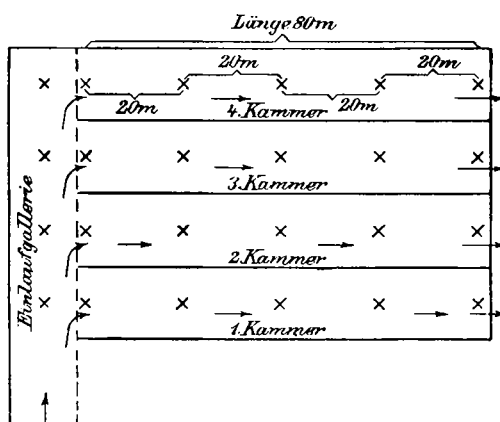 Länge 80m
20m
20m
20m
20m
4. Kammer
3. Kammer
2. Kammer
1. Kammer
Einlaufgallerie